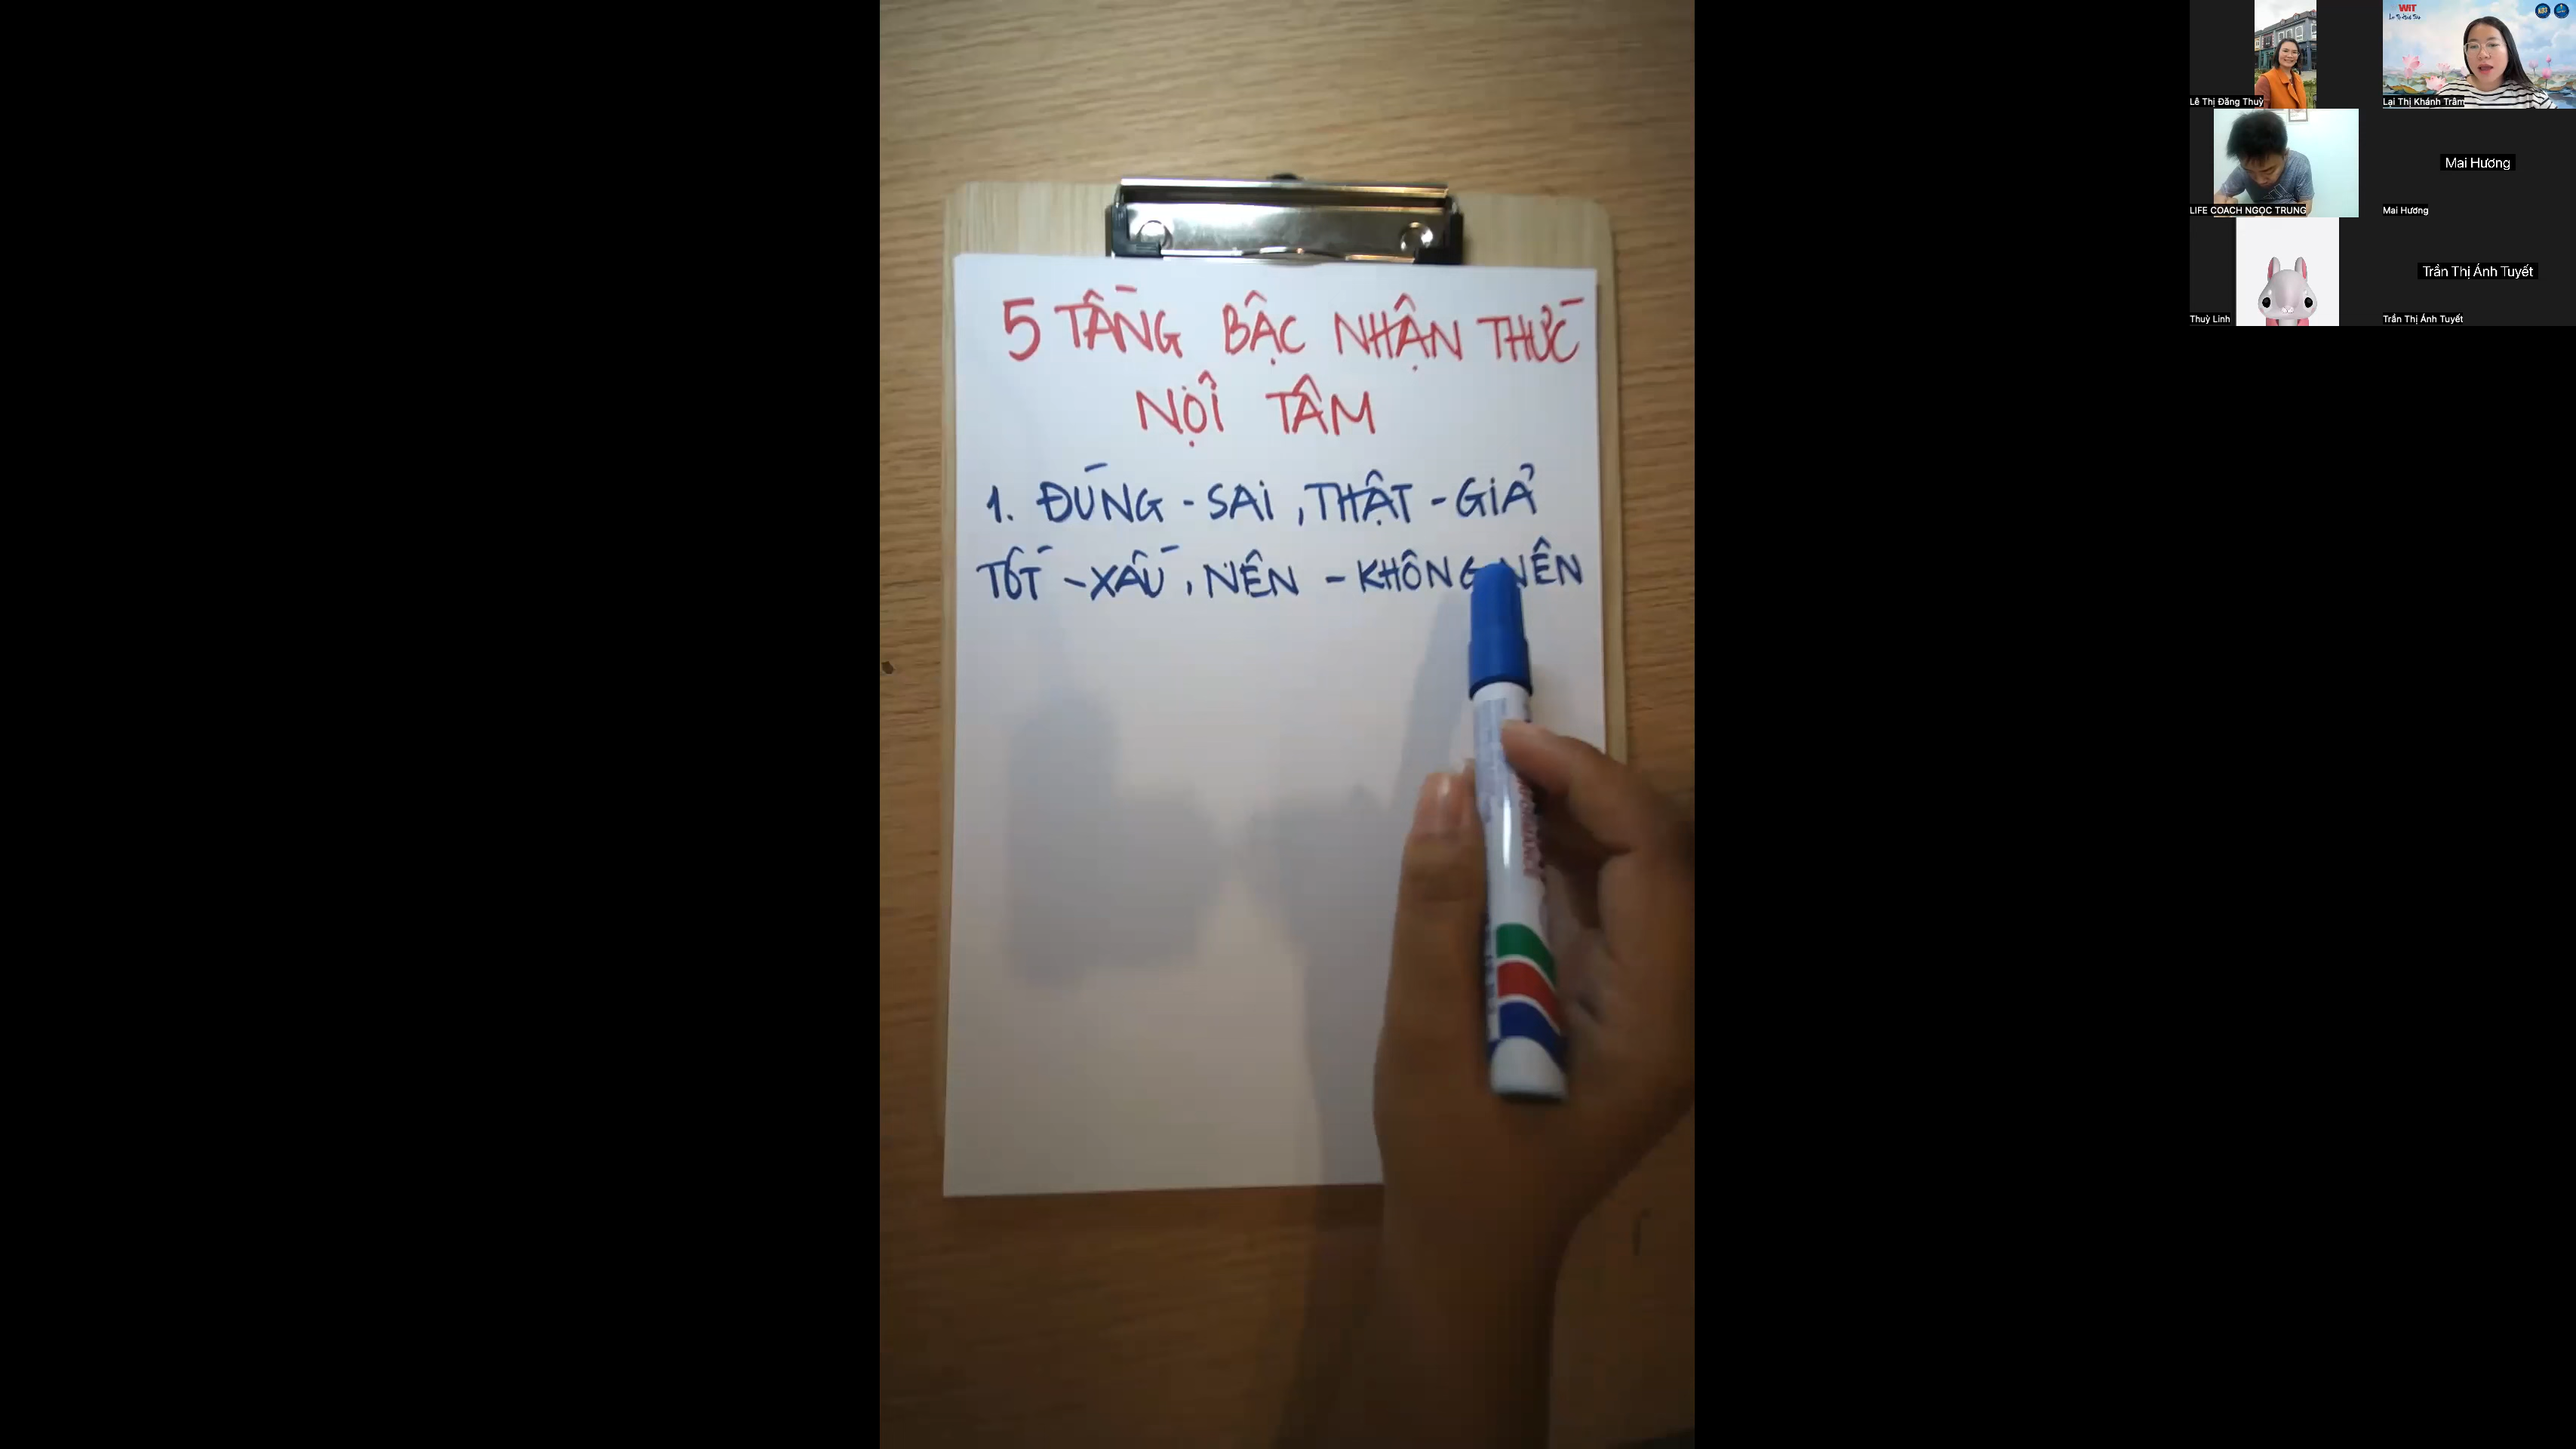 5 TẦNG BẬC NHẬN THỨC
NỘI TÂM
1. ĐÚNG - SAI, THẬT - GIẢ
TỐT - XẤU, NÊN - KHÔNG NÊN
WiT
Lê Thị Đăng Thuỳ
Lại Thị Khánh Trâm
LIFE COACH NGỌC TRUNG
Mai Hương
Mai Hương
Thuỳ Linh
Trần Thị Ánh Tuyết
Trần Thị Ánh Tuyết